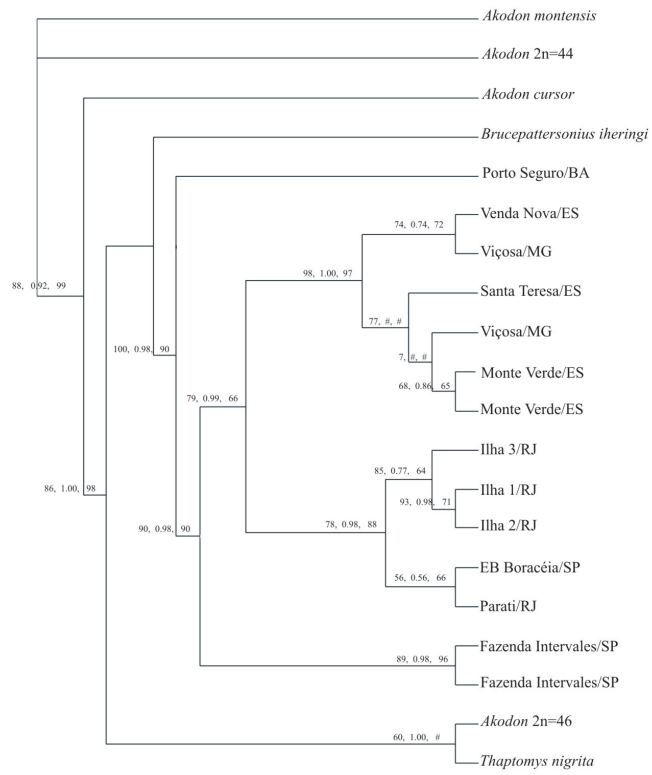 Akodon montensis
Akodon 2n=44
Akodon cursor
Brucepattersonius iheringi
Porto Seguro/BA
Venda Nova/ES
74, 0.74, 72
Viçosa/MG
98, 1.00, 97
88, 0.92, 99
Santa Teresa/ES
77, #, #
Viçosa/MG
100, 0.98, 90
7, #, #
Monte Verde/ES
68, 0.86, 65
79, 0.99, 66
Monte Verde/ES
Ilha 3/RJ
85, 0.77, 64
86, 1.00, 98
Ilha 1/RJ
93, 0.98, 71
Ilha 2/RJ
78, 0.98, 88
90, 0.98, 90
EB Boracéia/SP
56, 0.56, 66
Parati/RJ
Fazenda Intervales/SP
89, 0.98, 96
Fazenda Intervales/SP
Akodon 2n=46
60, 1.00, #
Thaptomys nigrita